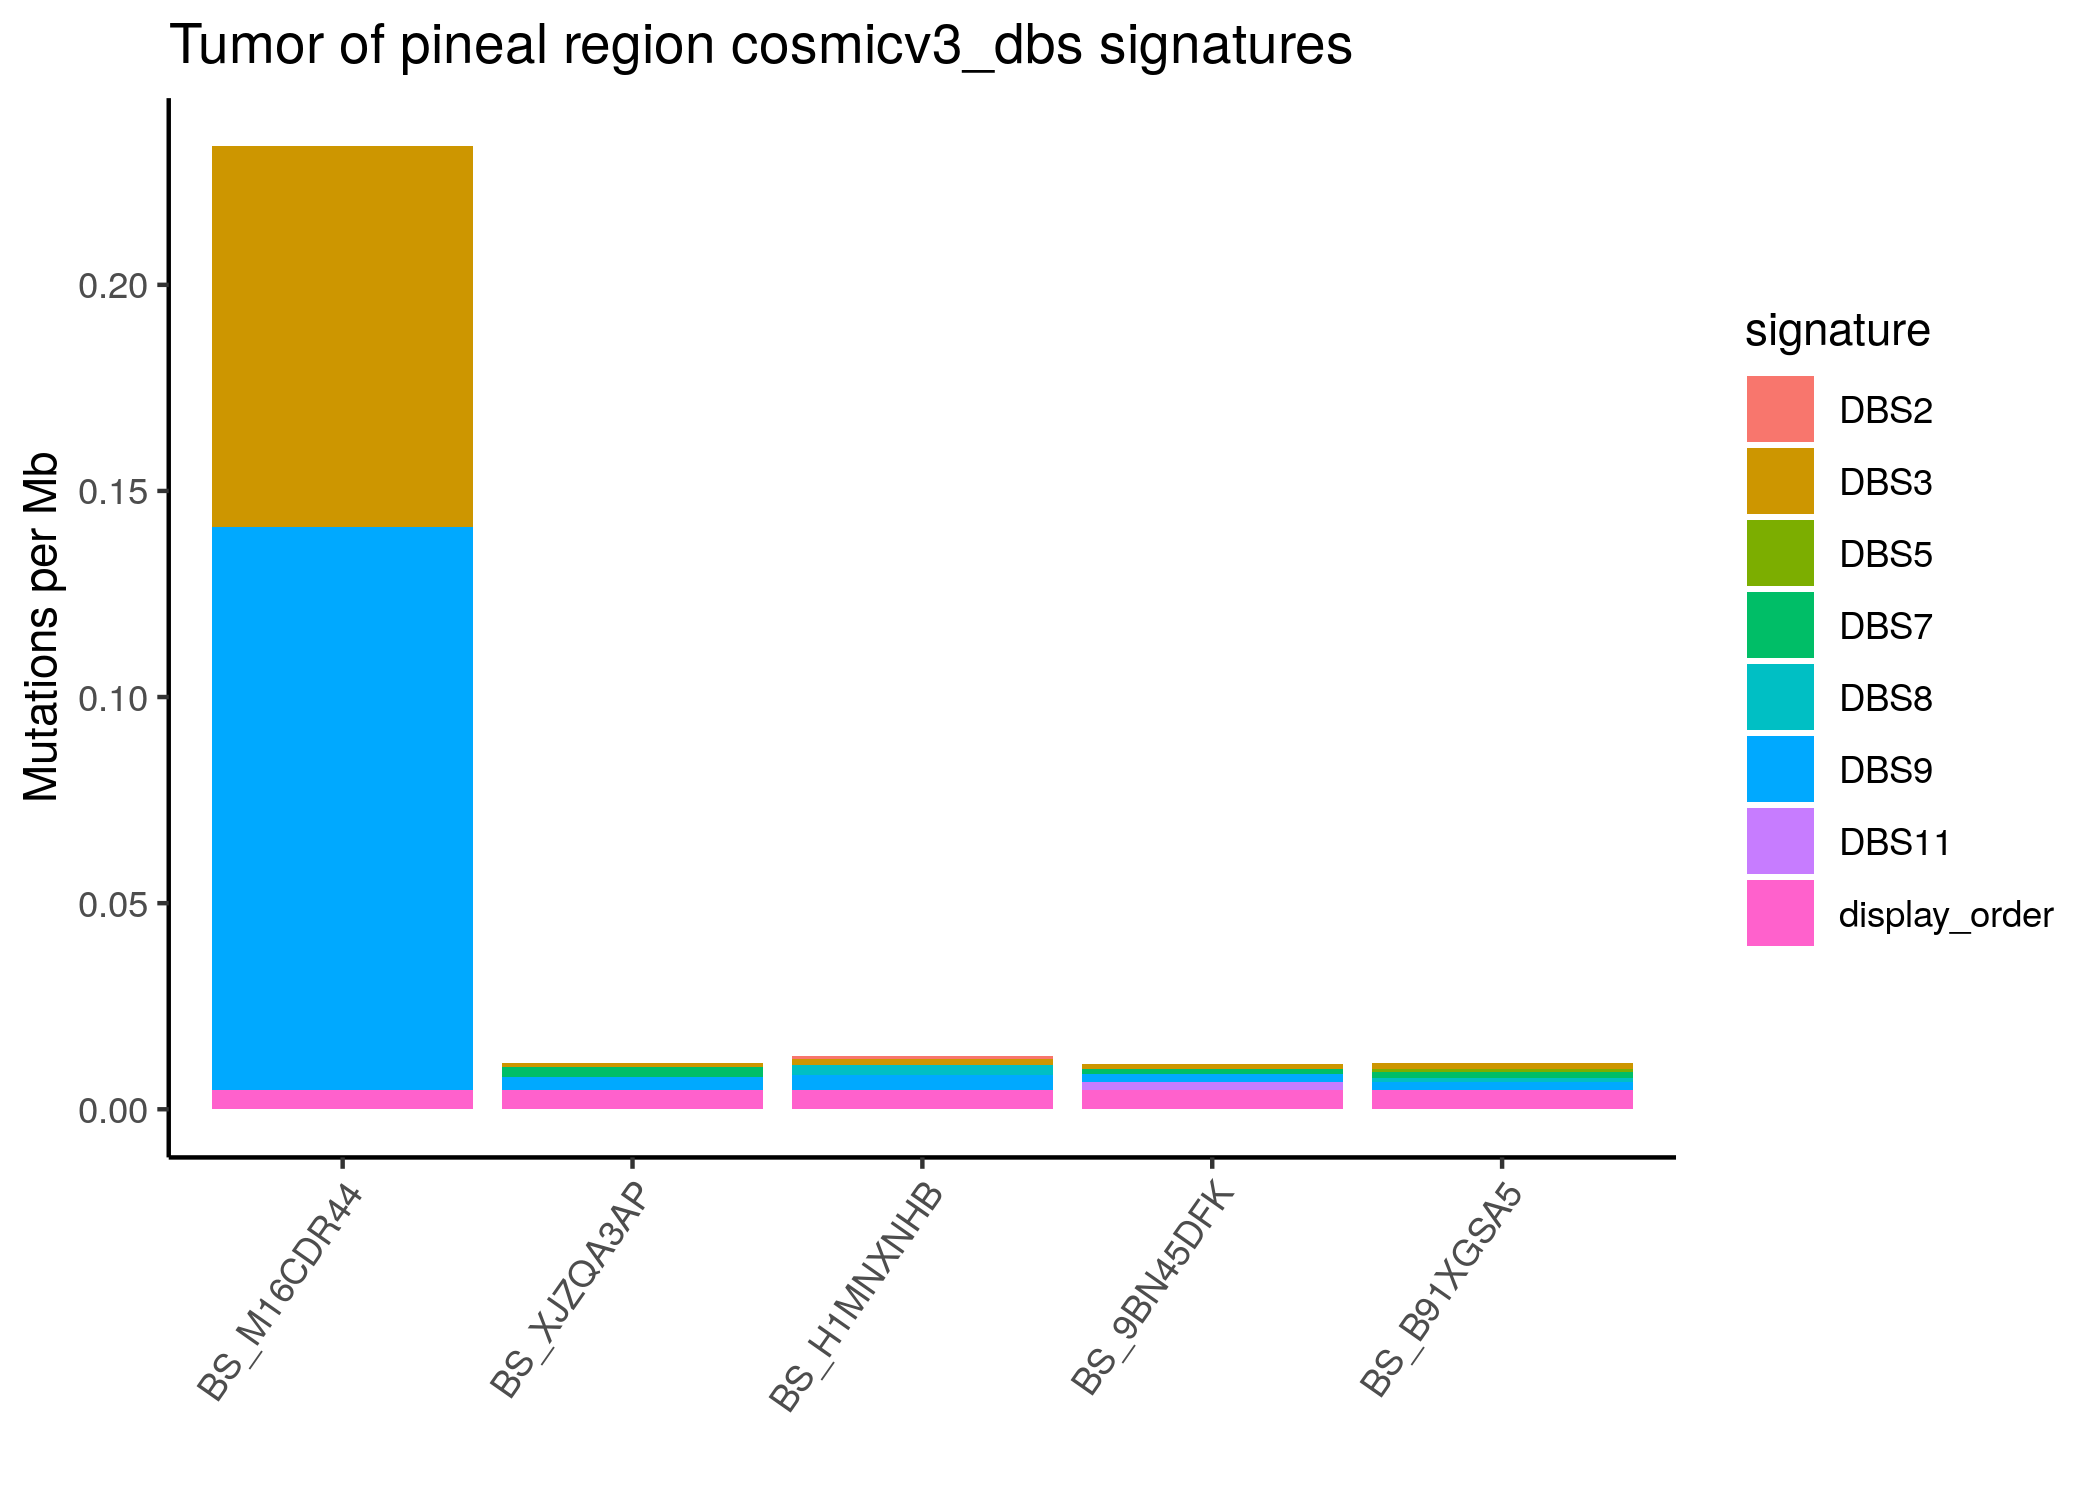 Tumor of pineal region cosmicv3_dbs signatures
Mutations per Mb
0.20
0.15
0.10
0.05
0.00
BS_M16CDR44
BS_XJZQA3AP
BS_H1MNXNHB
BS_9BN45DFK
BS_B91XGSA5
signature
DBS2
DBS3
DBS5
DBS7
DBS8
DBS9
DBS11
display_order